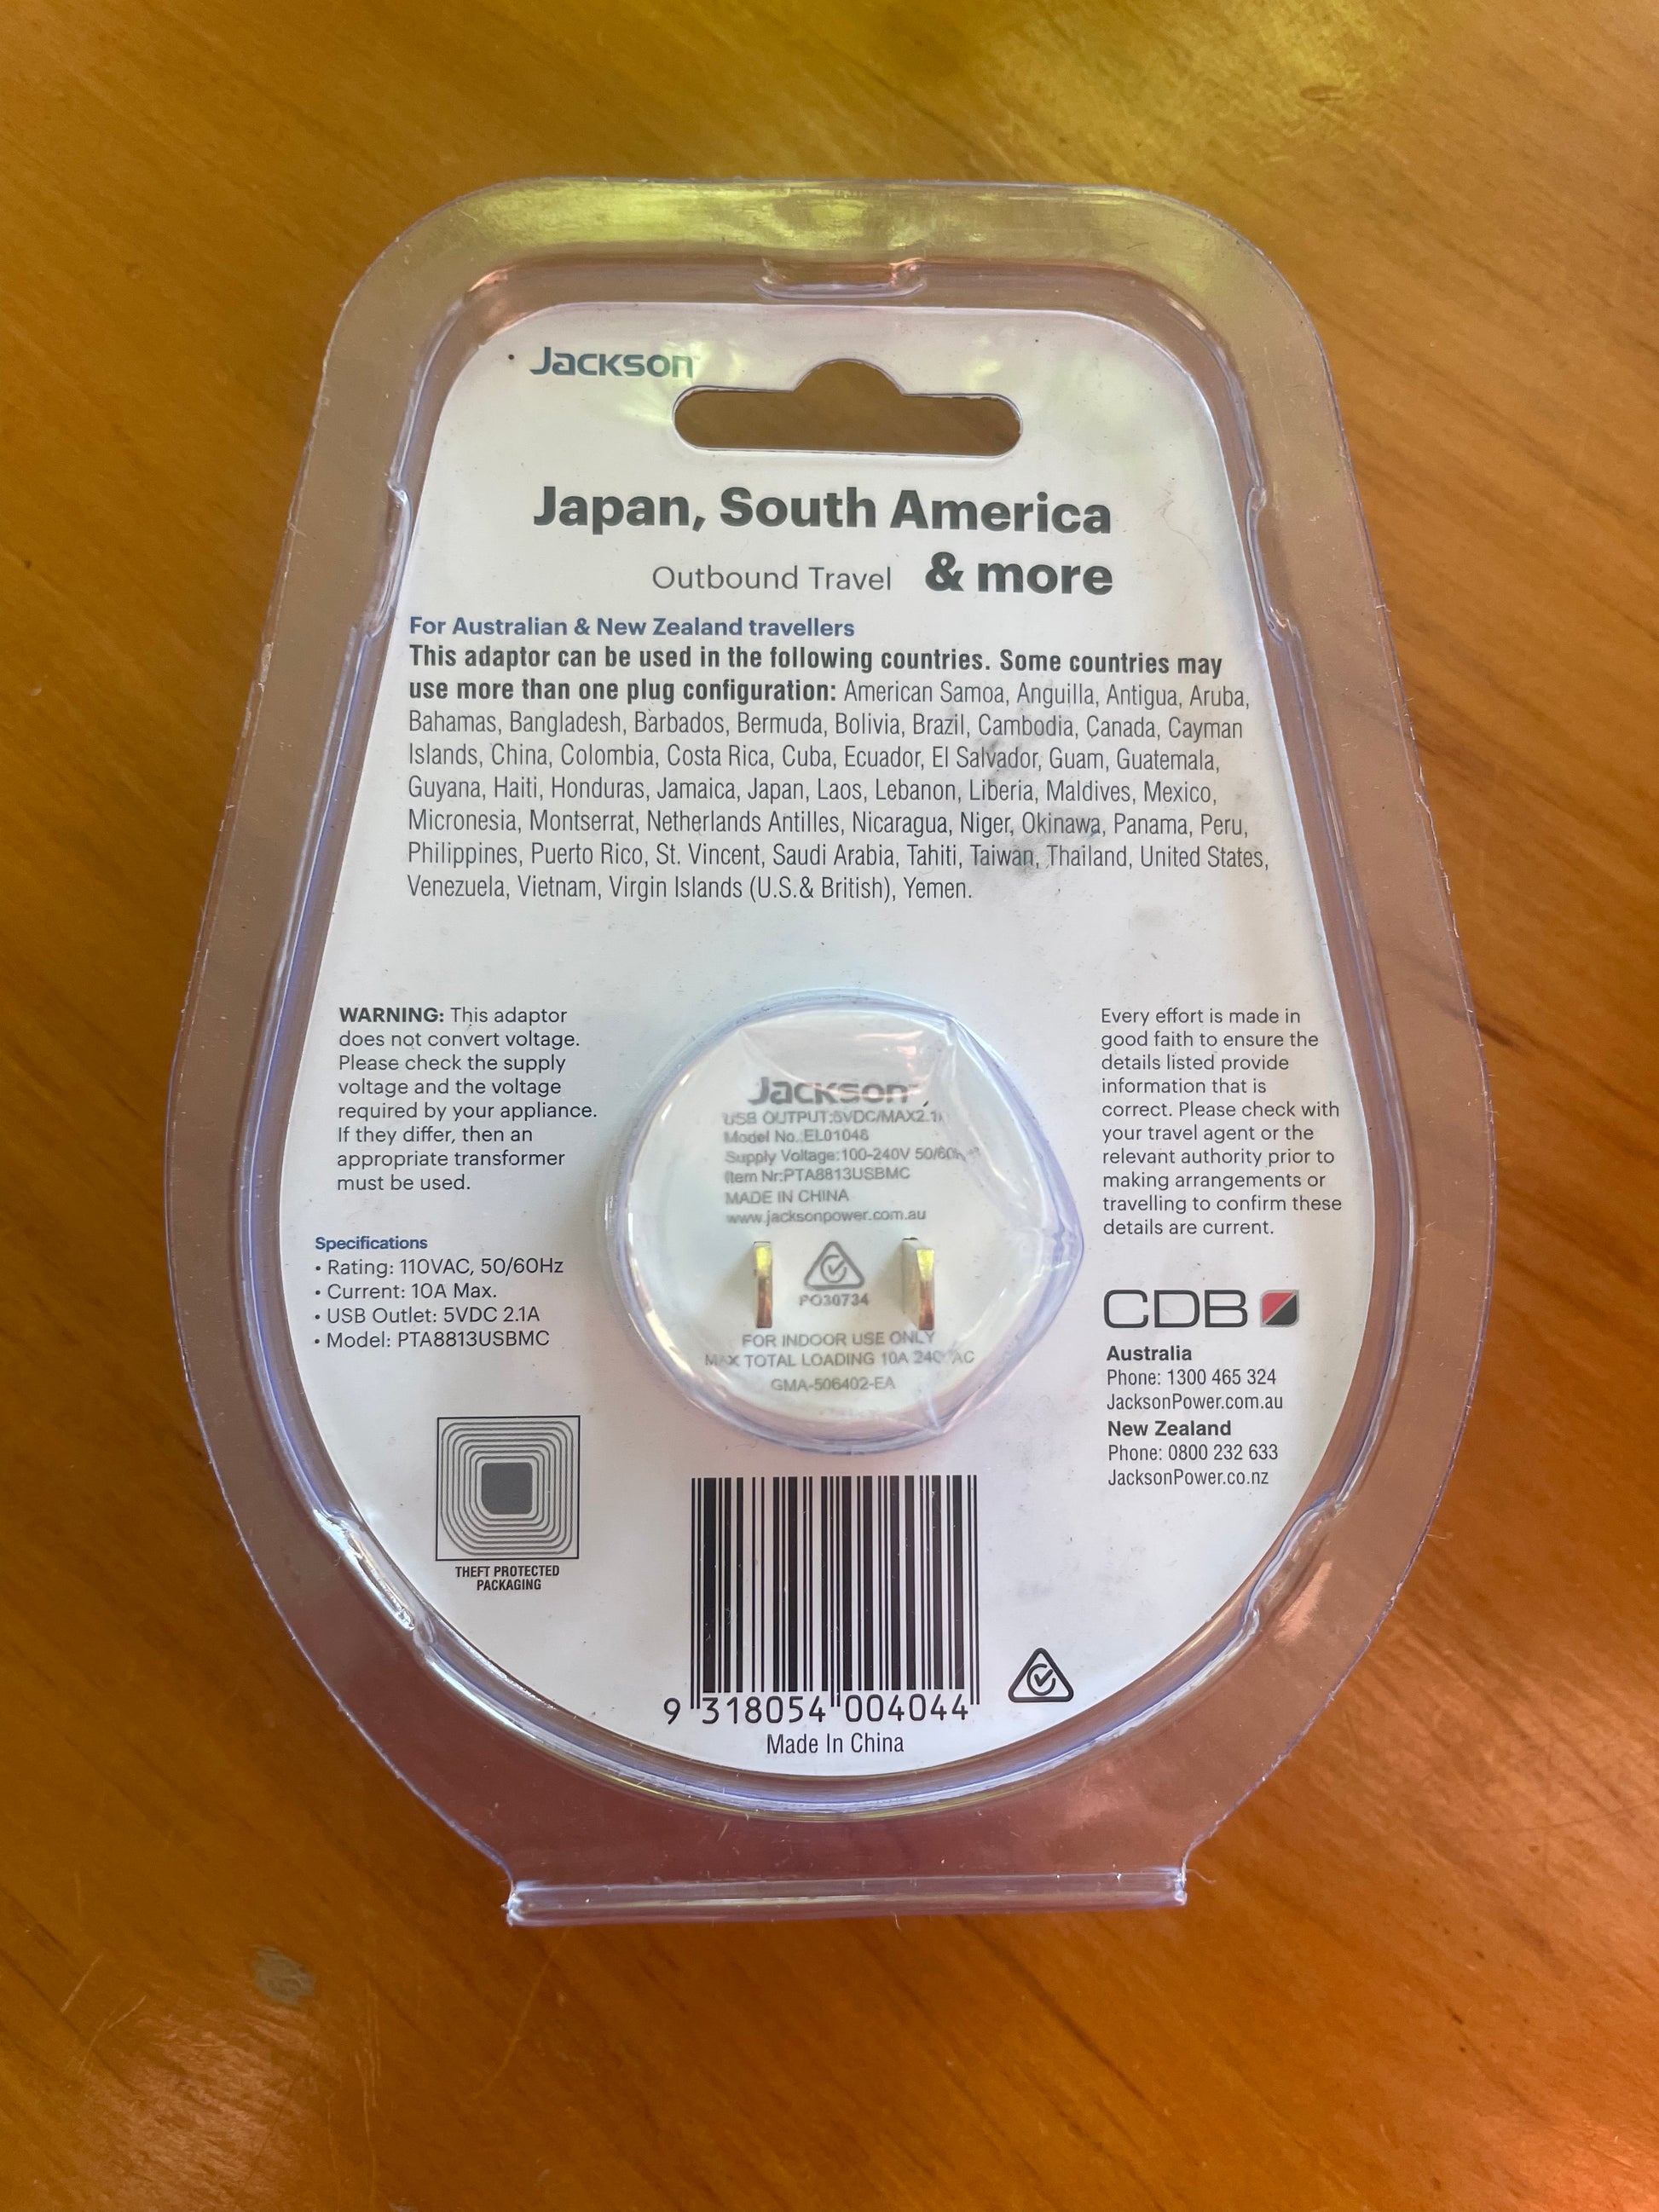 Jackson
Japan, South America
Outbound Travel & more
For Australian & New Zealand travellers
This adaptor can be used in the following countries. Some countries may
use more than one plug configuration: American Samoa, Anguilla, Antigua, Aruba,
Bahamas, Bangladesh, Barbados, Bermuda, Bolivia, Brazil, Cambodia, Canada, Cayman
Islands, China, Colombia, Costa Rica, Cuba, Ecuador, El Salvador, Guam, Guatemala,
Guyana, Haiti, Honduras, Jamaica, Japan, Laos, Lebanon, Liberia, Maldives, Mexico,
Micronesia, Montserrat, Netherlands Antilles, Nicaragua, Niger, Okinawa, Panama, Peru,
Philippines, Puerto Rico, St. Vincent, Saudi Arabia, Tahiti, Taiwan, Thailand, United States,
Venezuela, Vietnam, Virgin Islands (U.S.& British), Yemen.
WARNING: This adaptor
does not convert voltage.
Please check the supply
voltage and the voltage
required by your appliance.
If they differ, then an
appropriate transformer
must be used.
Specifications
• Rating: 110VAC, 50/60Hz
• Current: 10A Max.
• USB Outlet: 5VDC 2.1A
• Model: PTA8813USBMC
THEFT PROTECTED
PACKAGING
Jackson
USB OUTPUT:5VDC/MAX2.1
Model No.:EL01048
Supply Voltage:100-240V 50/60
Item Nr:PTA8813USBMC
MADE IN CHINA
www.jacksonpower.com.au
PO30734
FOR INDOOR USE ONLY
MAX TOTAL LOADING 10A 240VAC
GMA-506402-EA
Every effort is made in
good faith to ensure the
details listed provide
information that is
correct. Please check with
your travel agent or the
relevant authority prior to
making arrangements or
travelling to confirm these
details are current.
CDB
Australia
Phone: 1300 465 324
JacksonPower.com.au
New Zealand
Phone: 0800 232 633
JacksonPower.co.nz
9 318054 004044
Made In China